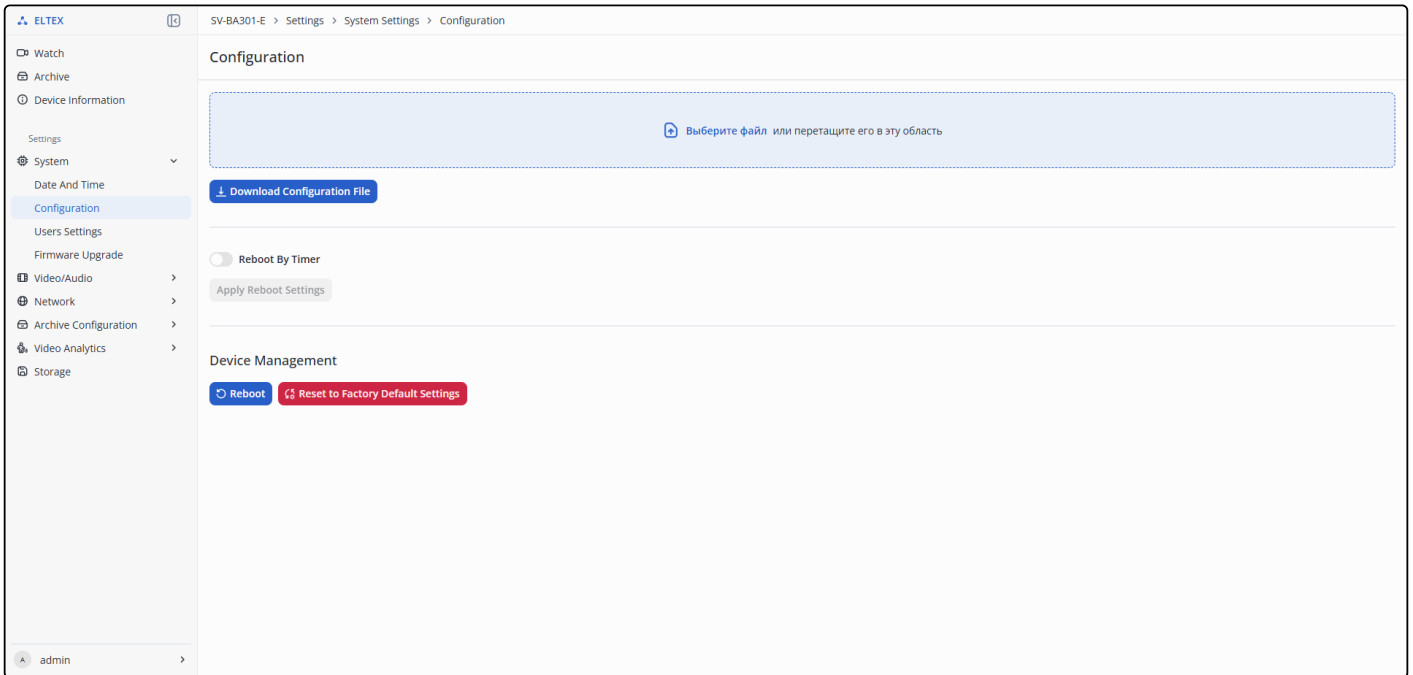 ELTEX
SV-BA301-E > Settings > System Settings > Configuration
Watch
Archive
Device Information
Settings
System
Date And Time
Configuration
Users Settings
Firmware Upgrade
Video/Audio
Network
Archive Configuration
Video Analytics
Storage
A admin
Configuration
Выберите файл или перетащите его в эту область
Download Configuration File
Reboot By Timer
Apply Reboot Settings
Device Management
Reboot Reset to Factory Default Settings